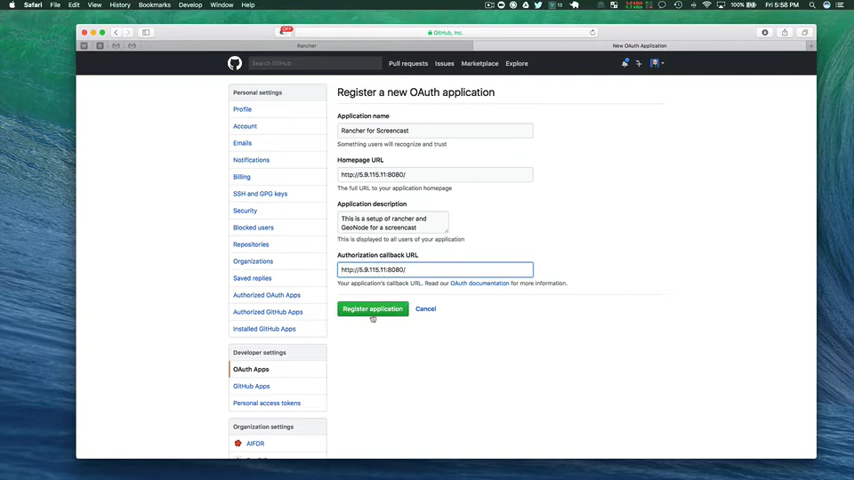 Safari File Edit View History Bookmarks Develop Window Help
100% Fri 5:58 PM
OFF
GitHub, Inc.
Rancher New OAuth Application
Search GitHub Pull requests Issues Marketplace Explore
Personal settings
Profile
Account
Emails
Notifications
Billing
SSH and GPG keys
Security
Blocked users
Repositories
Organizations
Saved replies
Authorized OAuth Apps
Authorized GitHub Apps
Installed GitHub Apps
Developer settings
OAuth Apps
GitHub Apps
Personal access tokens
Organization settings
AIFDR
Register a new OAuth application
Application name
Rancher for Screencast
Something users will recognize and trust
Homepage URL
http://5.9.115.11:8080/
The full URL to your application homepage
Application description
This is a setup of rancher and
GeoNode for a screencast
This is displayed to all users of your application
Authorization callback URL
http://5.9.115.11:8080/
Your application's callback URL. Read our OAuth documentation for more information.
Register application Cancel